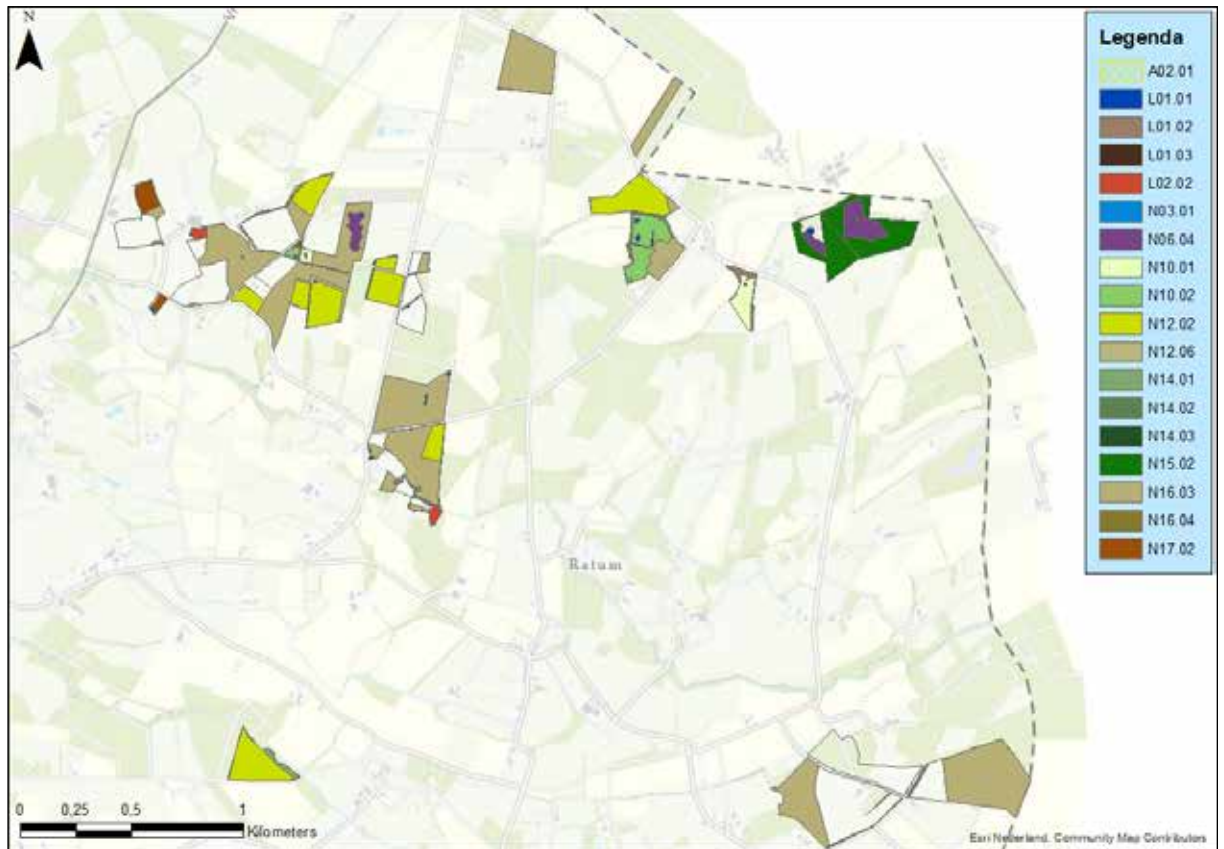 N
Legenda
A02.01
L01.01
L01.02
L01.03
L02.02
N03.01
N06.04
N10.01
N10.02
N12.02
N12.06
N14.01
N14.02
N14.03
N15.02
N16.03
N16.04
N17.02
Ratum
0 0,25 0,5 1
Kilometers
Esri Nederland, Community Map Contributors